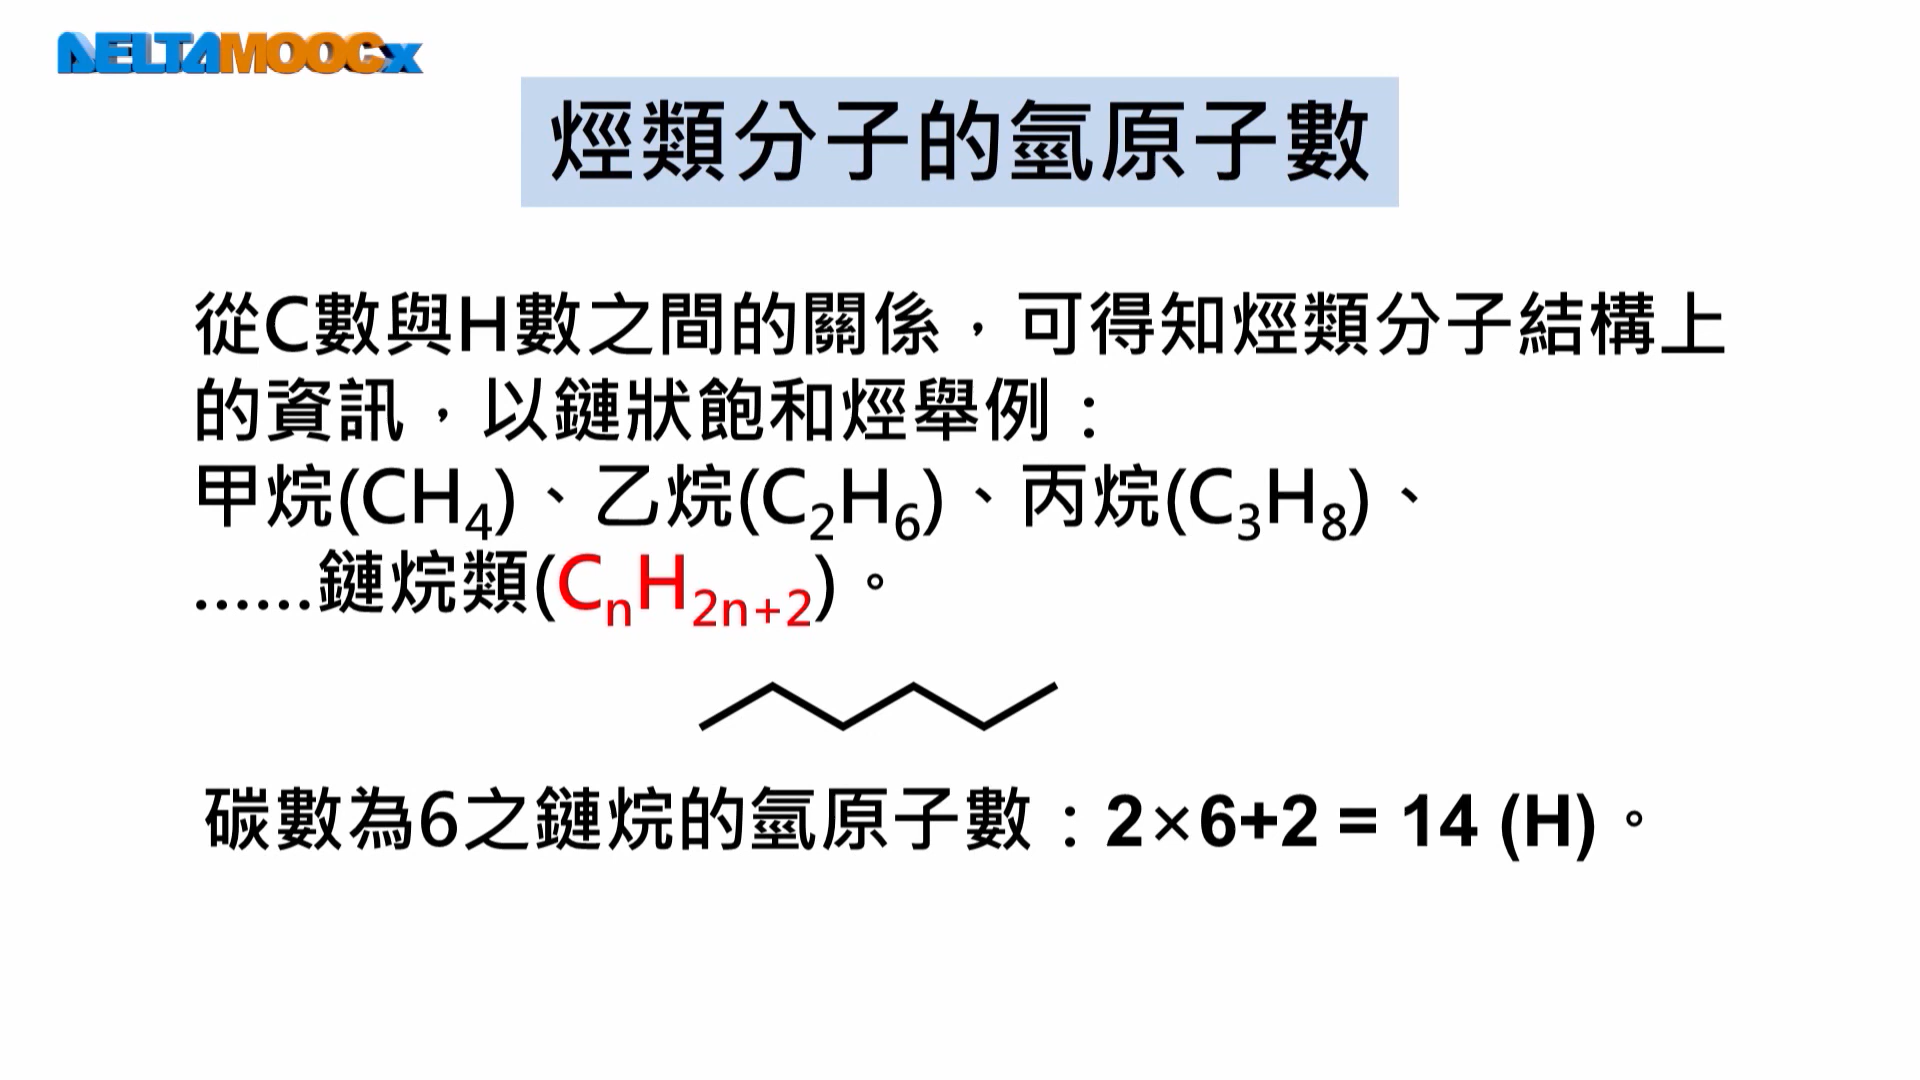 DELTAMOOCx
烴類分子的氫原子數
從C數與H數之間的關係，可得知烴類分子結構上
的資訊，以鏈狀飽和烴舉例：
甲烷(CH₄)、乙烷(C₂H₆)、丙烷(C₃H₈)、
……鏈烷類(CₙH₂ₙ₊₂)。
碳數為6之鏈烷的氫原子數：2×6+2 = 14 (H)。